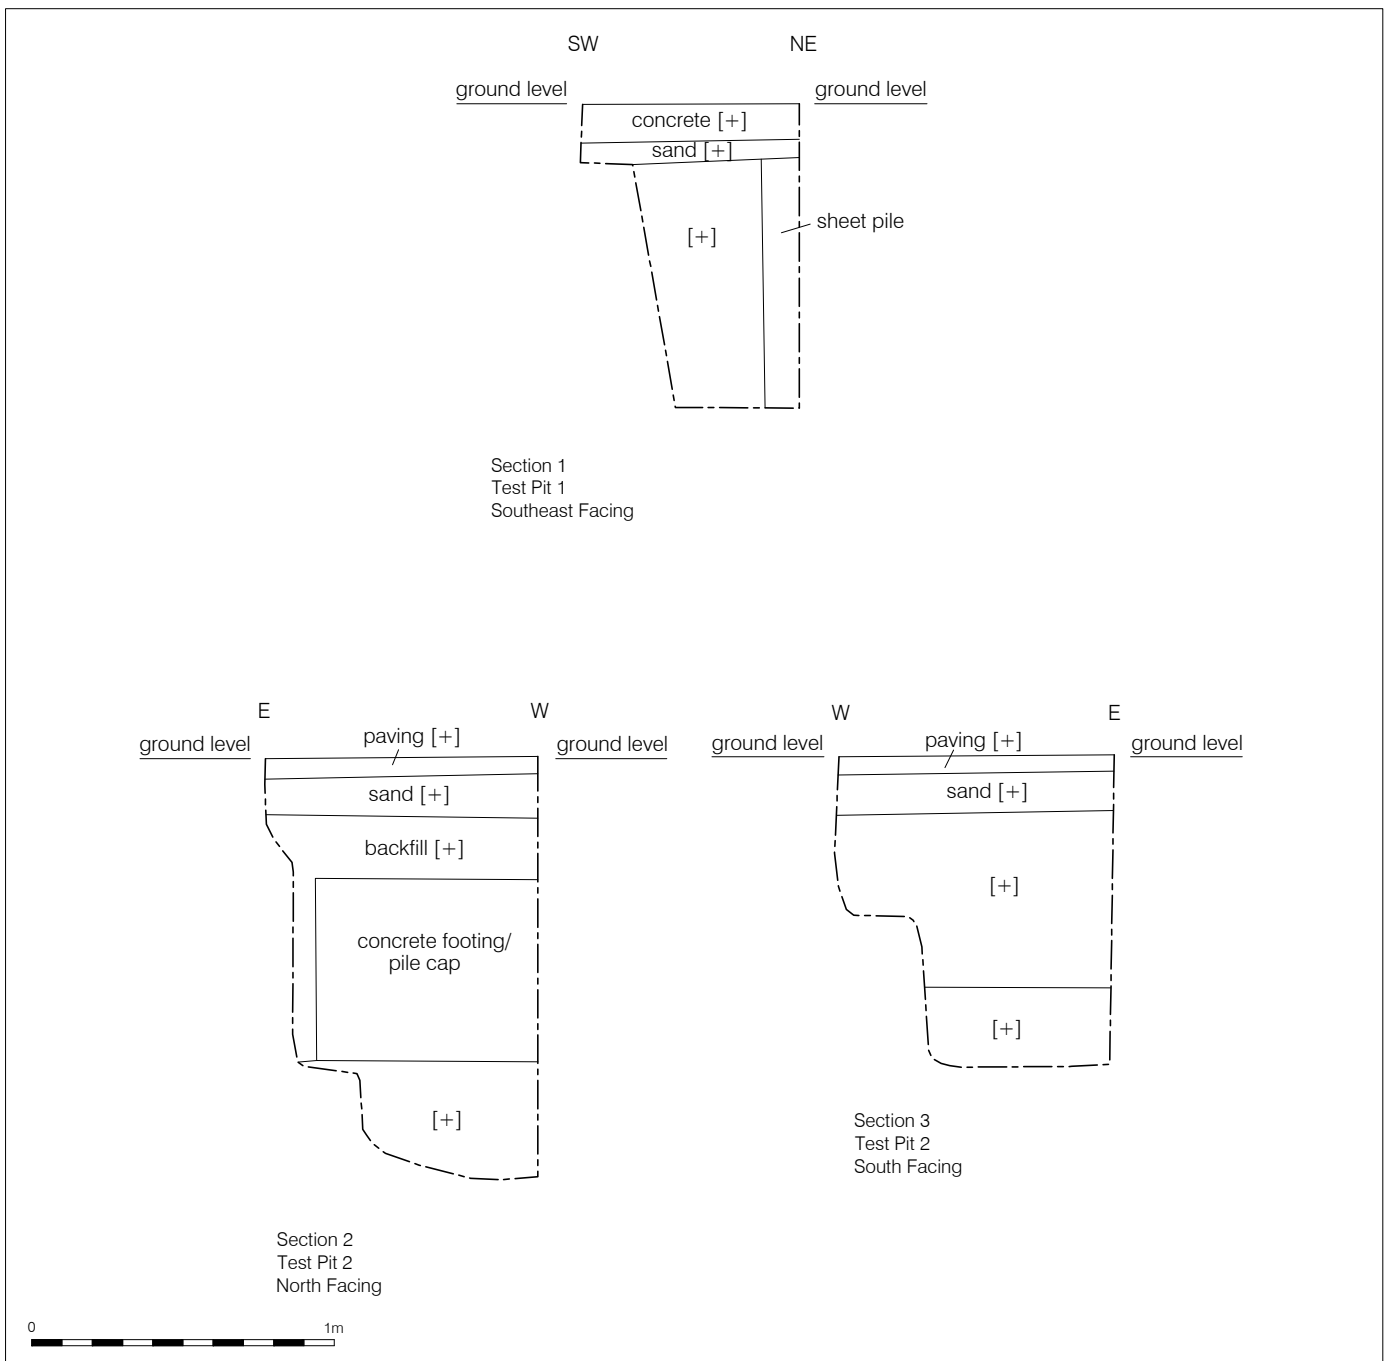 SW NE
ground level ground level
concrete [+]
sand [+]
sheet pile
[+]
Section 1
Test Pit 1
Southeast Facing
E W
ground level ground level
paving [+]
sand [+]
backfill [+]
concrete footing/
pile cap
[+]
Section 2
Test Pit 2
North Facing
W E
ground level ground level
paving [+]
sand [+]
[+]
[+]
Section 3
Test Pit 2
South Facing
0 1m